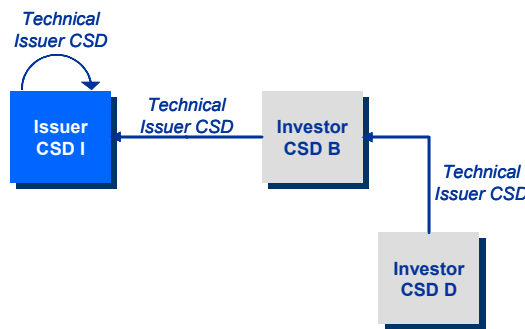 Technical
Issuer CSD
Issuer
CSD I
Technical
Issuer CSD
Investor
CSD B
Technical
Issuer CSD
Investor
CSD D